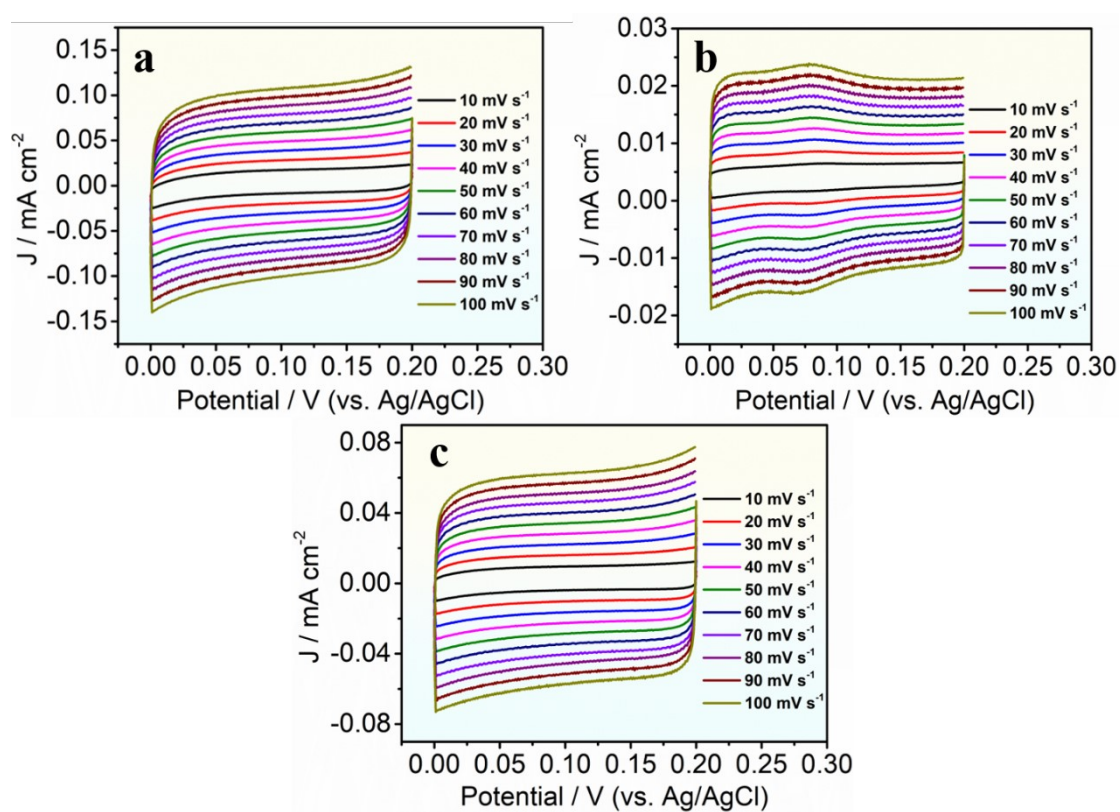 a
0.15
0.10
0.05
0.00
-0.05
-0.10
-0.15
J / mA cm⁻²
10 mV s⁻¹
20 mV s⁻¹
30 mV s⁻¹
40 mV s⁻¹
50 mV s⁻¹
60 mV s⁻¹
70 mV s⁻¹
80 mV s⁻¹
90 mV s⁻¹
100 mV s⁻¹
0.00 0.05 0.10 0.15 0.20 0.25 0.30
Potential / V (vs. Ag/AgCl)
b
0.03
0.02
0.01
0.00
-0.01
-0.02
J / mA cm⁻²
10 mV s⁻¹
20 mV s⁻¹
30 mV s⁻¹
40 mV s⁻¹
50 mV s⁻¹
60 mV s⁻¹
70 mV s⁻¹
80 mV s⁻¹
90 mV s⁻¹
100 mV s⁻¹
0.00 0.05 0.10 0.15 0.20 0.25 0.30
Potential / V (vs. Ag/AgCl)
c
0.08
0.04
0.00
-0.04
-0.08
J / mA cm⁻²
10 mV s⁻¹
20 mV s⁻¹
30 mV s⁻¹
40 mV s⁻¹
50 mV s⁻¹
60 mV s⁻¹
70 mV s⁻¹
80 mV s⁻¹
90 mV s⁻¹
100 mV s⁻¹
0.00 0.05 0.10 0.15 0.20 0.25 0.30
Potential / V (vs. Ag/AgCl)